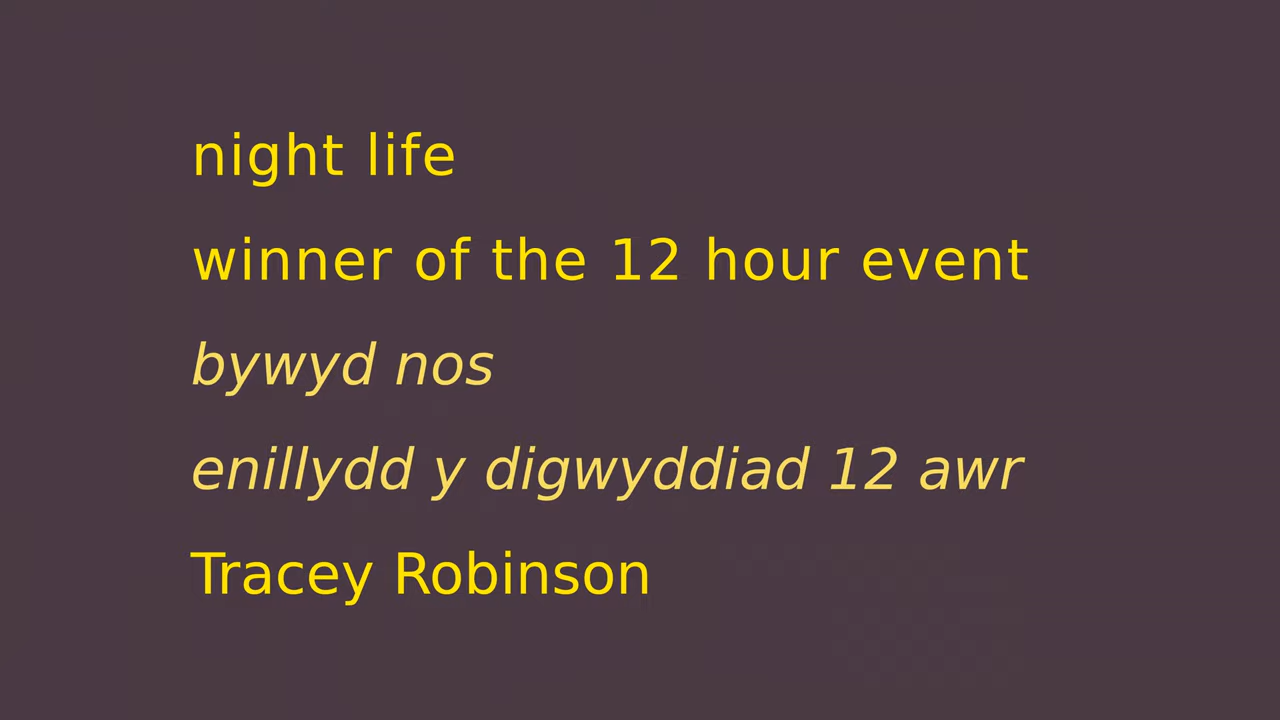 night life
winner of the 12 hour event
bywyd nos
enillydd y digwyddiad 12 awr
Tracey Robinson